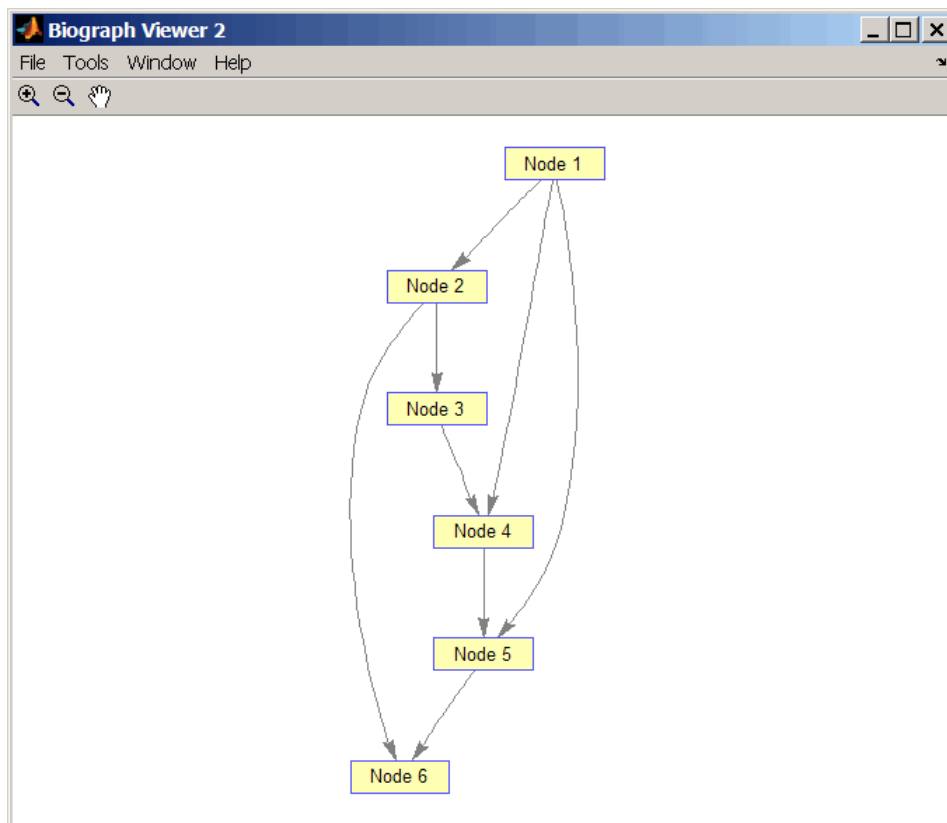 Biograph Viewer 2
File Tools Window Help
Node 1
Node 2
Node 3
Node 4
Node 5
Node 6